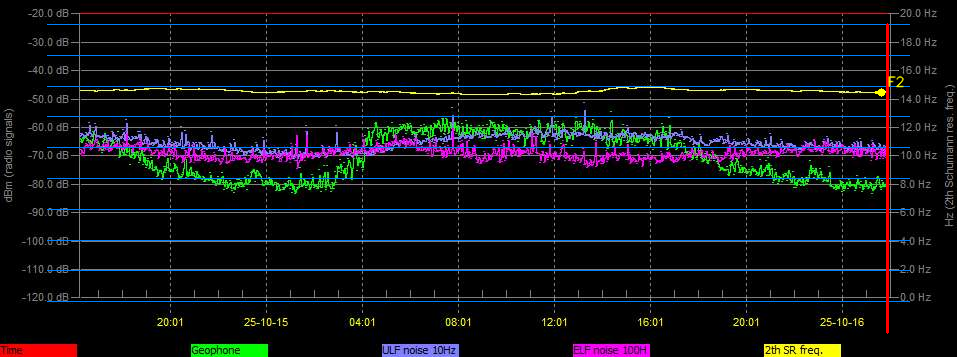 -20.0 dB 20.0 Hz
-30.0 dB 18.0 Hz
-40.0 dB 16.0 Hz
F2
-50.0 dB 14.0 Hz
-60.0 dB 12.0 Hz
-70.0 dB 10.0 Hz
-80.0 dB 8.0 Hz
-90.0 dB 6.0 Hz
-100.0 dB 4.0 Hz
-110.0 dB 2.0 Hz
-120.0 dB 0.0 Hz
dBm (radio signals)
Hz (2th Schumann res. freq.)
20:01 25-10-15 04:01 08:01 12:01 16:01 20:01 25-10-16
Time Geophone ULF noise 10Hz ELF noise 100H 2th SR freq.